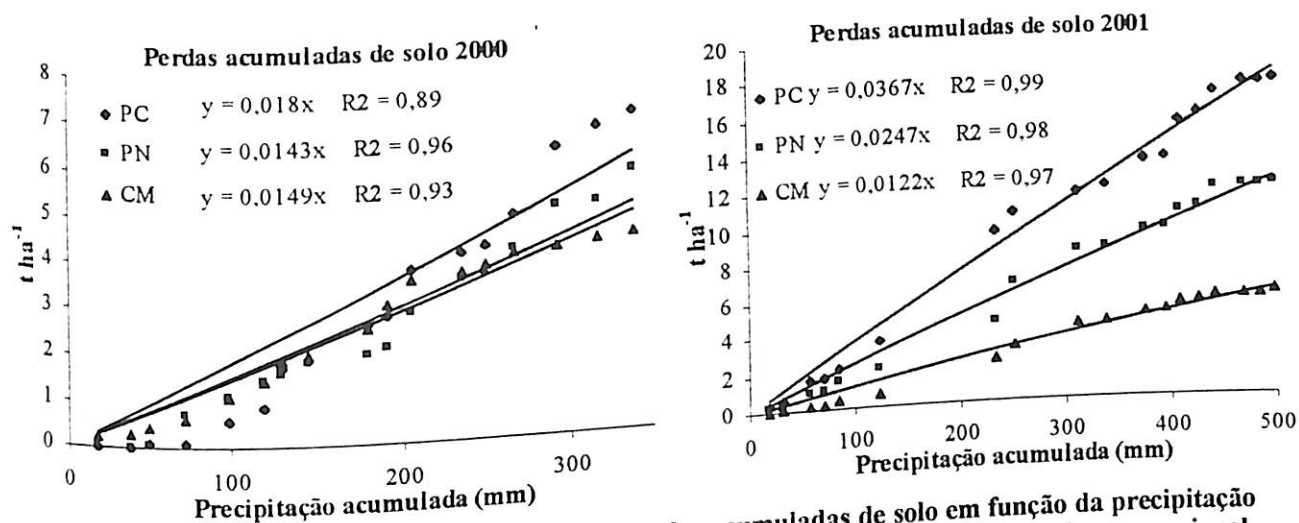 Perdas acumuladas de solo 2000
8
7
6
5
4
3
2
1
0
t ha-1
PC y = 0,018x R2 = 0,89
PN y = 0,0143x R2 = 0,96
CM y = 0,0149x R2 = 0,93
0 100 200 300
Precipitação acumulada (mm)
Perdas acumuladas de solo 2001
20
18
16
14
12
10
8
6
4
2
0
t ha-1
PC y = 0,0367x R2 = 0,99
PN y = 0,0247x R2 = 0,98
CM y = 0,0122x R2 = 0,97
0 100 200 300 400 500
Precipitação acumulada (mm)
acumuladas de solo em função da precipitação